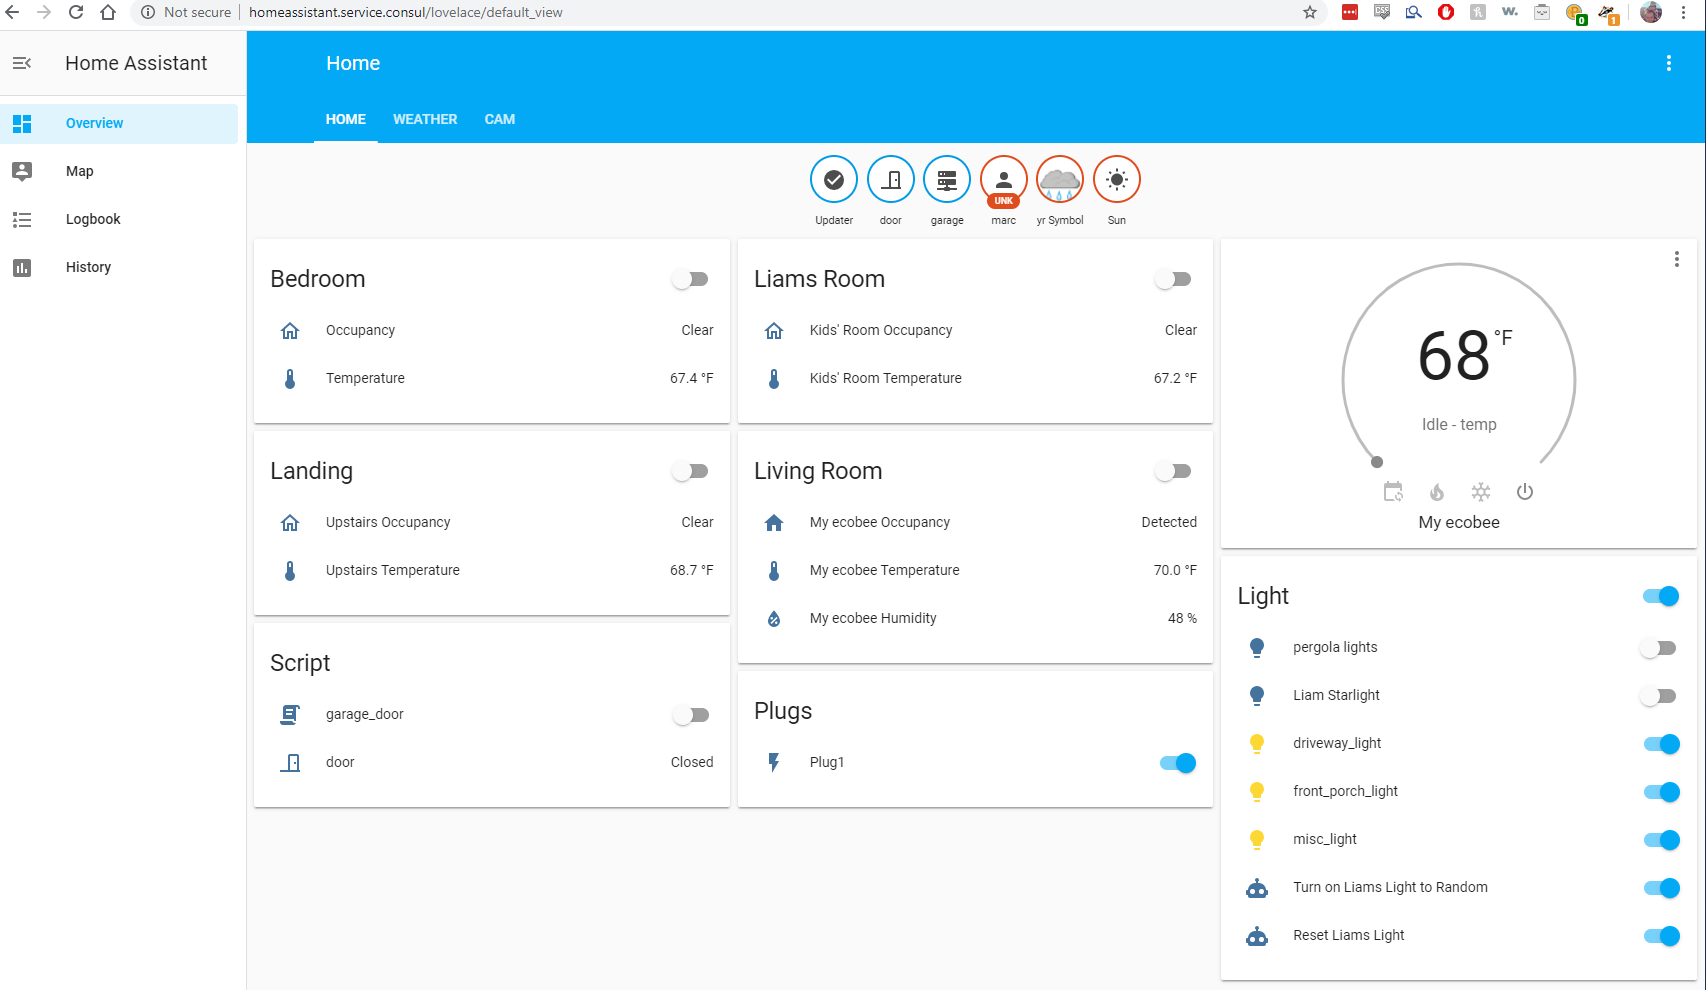 Not secure | homeassistant.service.consul/lovelace/default_view
0
1
Home Assistant
Overview
Map
Logbook
History
Home
HOME WEATHER CAM
UNK
Updater door garage marc yr Symbol Sun
Bedroom
Occupancy Clear
Temperature 67.4 °F
Landing
Upstairs Occupancy Clear
Upstairs Temperature 68.7 °F
Script
garage_door
door Closed
Liams Room
Kids' Room Occupancy Clear
Kids' Room Temperature 67.2 °F
Living Room
My ecobee Occupancy Detected
My ecobee Temperature 70.0 °F
My ecobee Humidity 48 %
Plugs
Plug1
68 °F
Idle - temp
My ecobee
Light
pergola lights
Liam Starlight
driveway_light
front_porch_light
misc_light
Turn on Liams Light to Random
Reset Liams Light